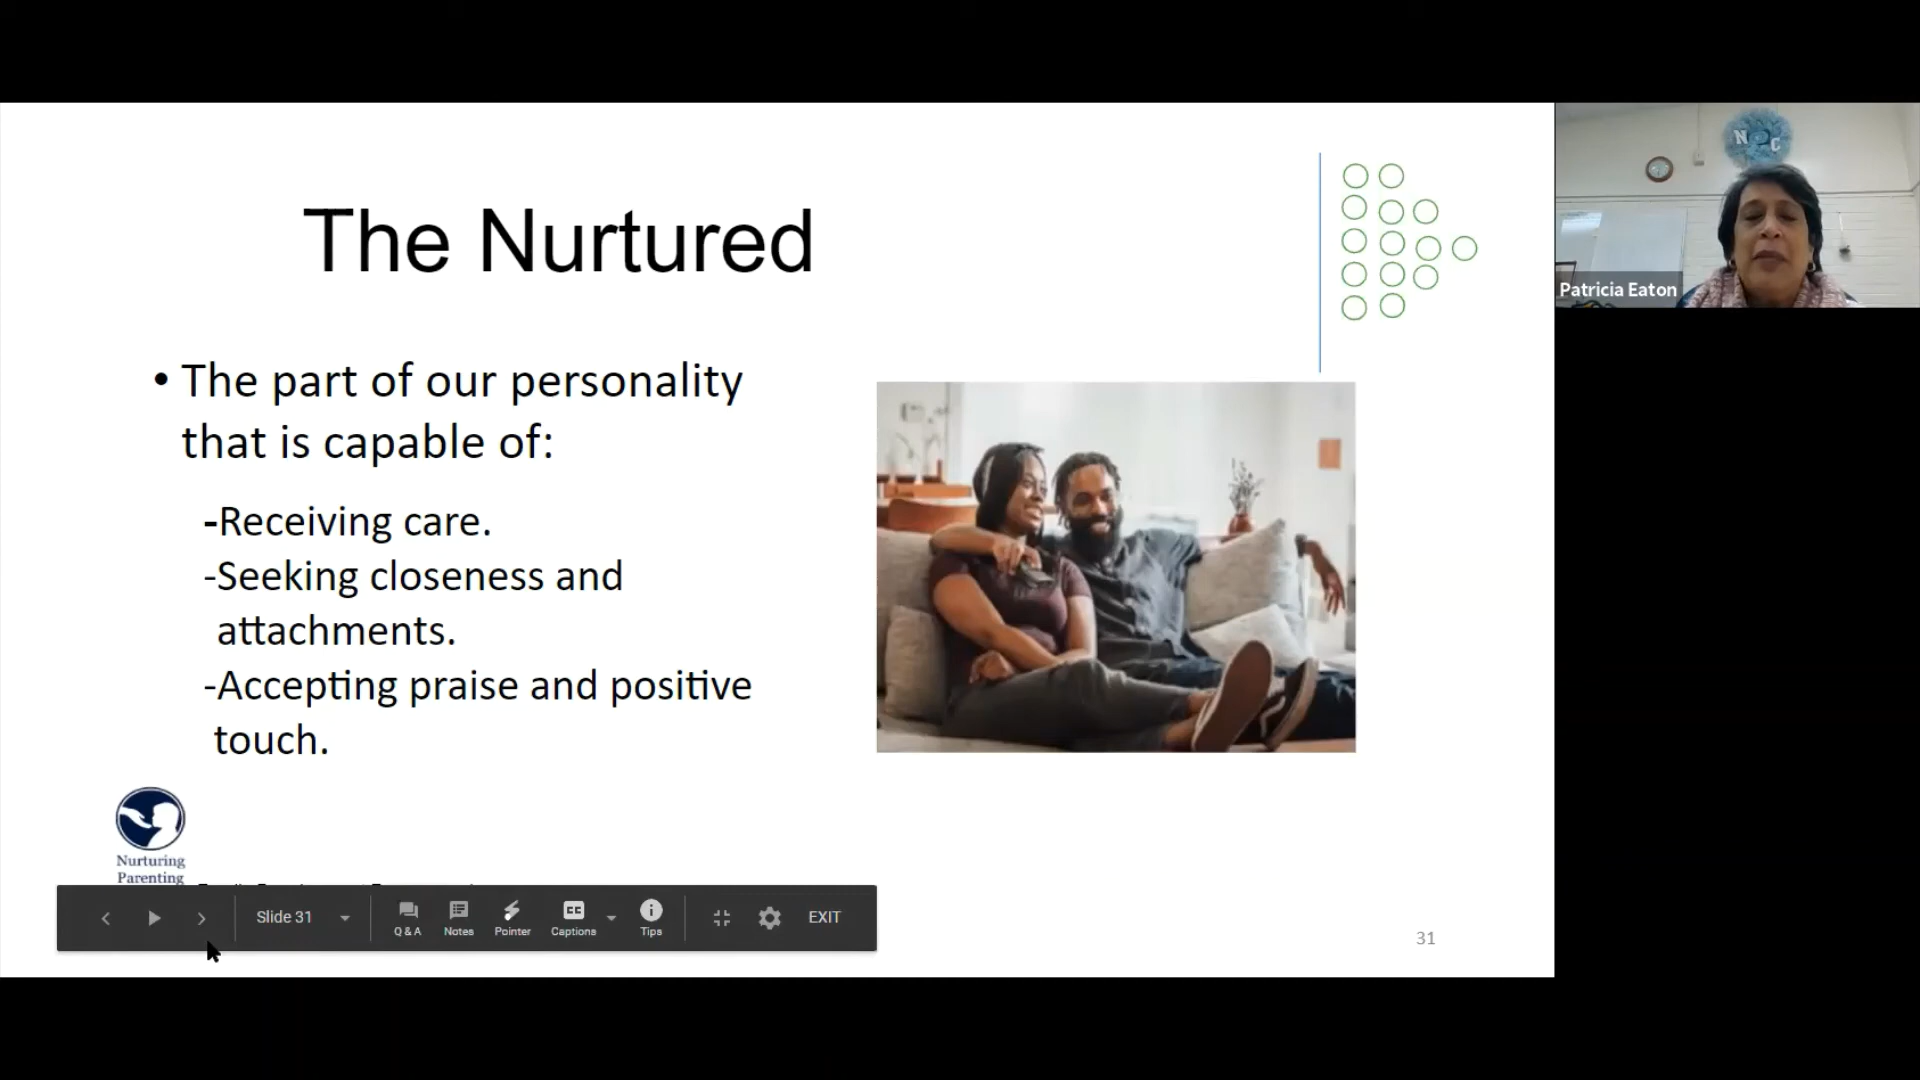 The Nurtured
• The part of our personality
that is capable of:
-Receiving care.
-Seeking closeness and
attachments.
-Accepting praise and positive
touch.
Nurturing
Parenting
31
Slide 31
Q & A
Notes
Pointer
CC
Captions
Tips
EXIT
N C
Patricia Eaton